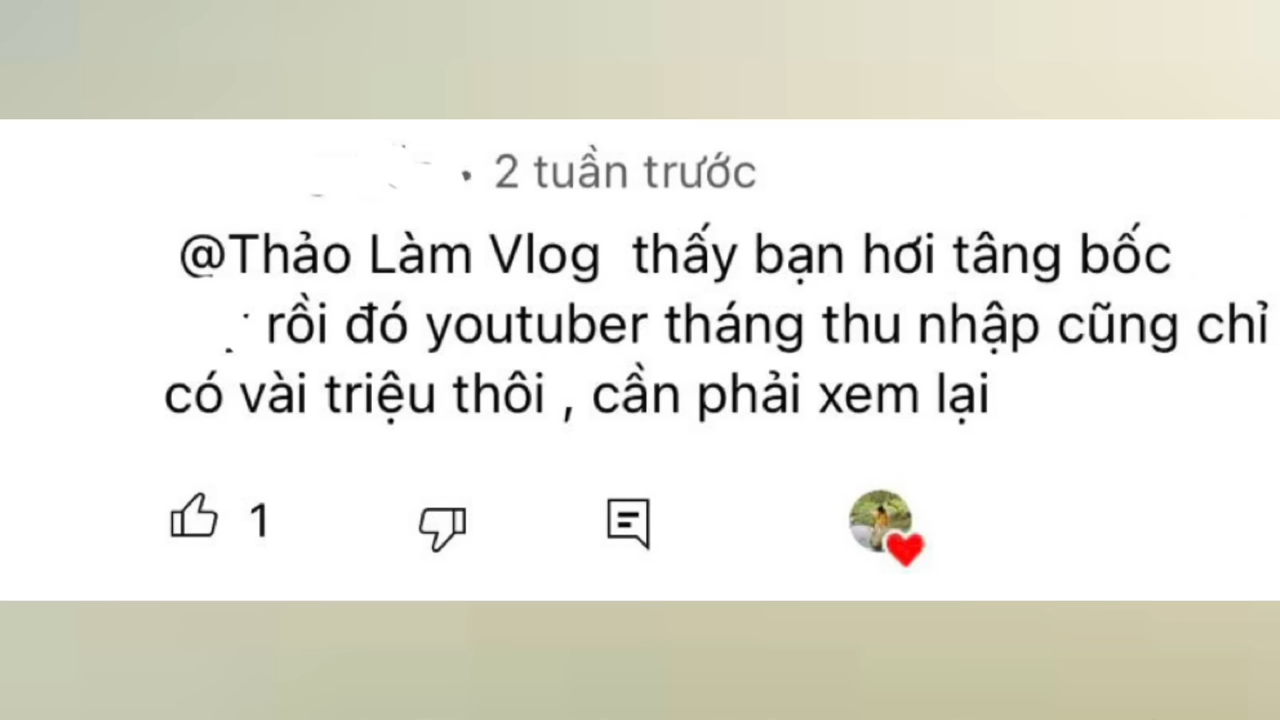 • 2 tuần trước
@Thảo Làm Vlog thấy bạn hơi tâng bốc
rồi đó youtuber tháng thu nhập cũng chỉ
có vài triệu thôi , cần phải xem lại
1